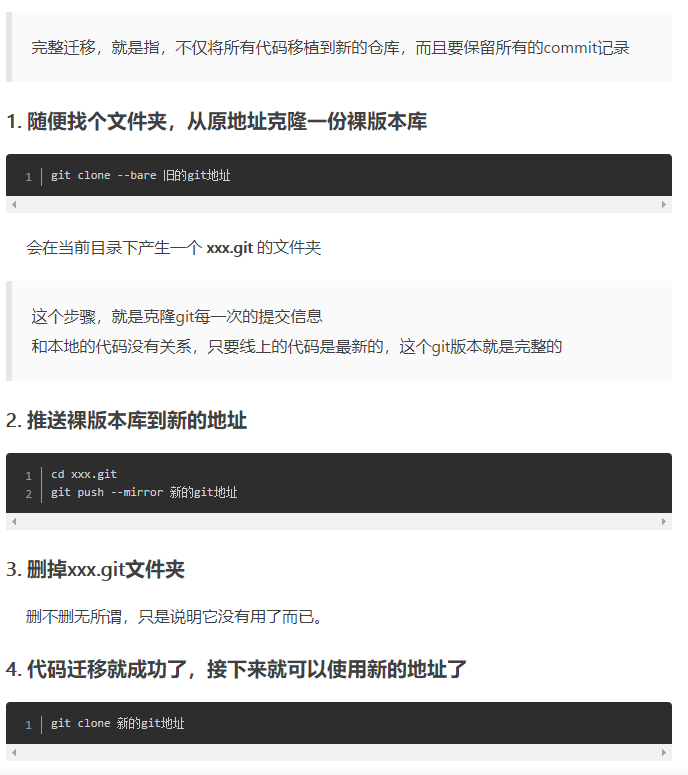 完整迁移，就是指，不仅将所有代码移植到新的仓库，而且要保留所有的commit记录
1. 随便找个文件夹，从原地址克隆一份裸版本库
1 git clone --bare 旧的git地址
会在当前目录下产生一个 xxx.git 的文件夹
这个步骤，就是克隆git每一次的提交信息
和本地的代码没有关系，只要线上的代码是最新的，这个git版本就是完整的
2. 推送裸版本库到新的地址
1 cd xxx.git
2 git push --mirror 新的git地址
3. 删掉xxx.git文件夹
删不删无所谓，只是说明它没有用了而已。
4. 代码迁移就成功了，接下来就可以使用新的地址了
1 git clone 新的git地址